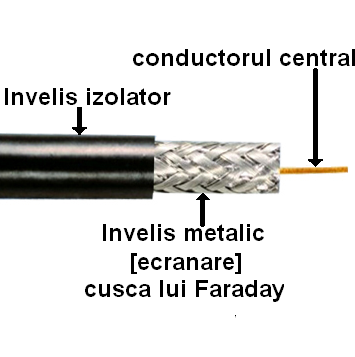 conductorul central
Invelis izolator
Invelis metalic
[ecranare]
cusca lui Faraday